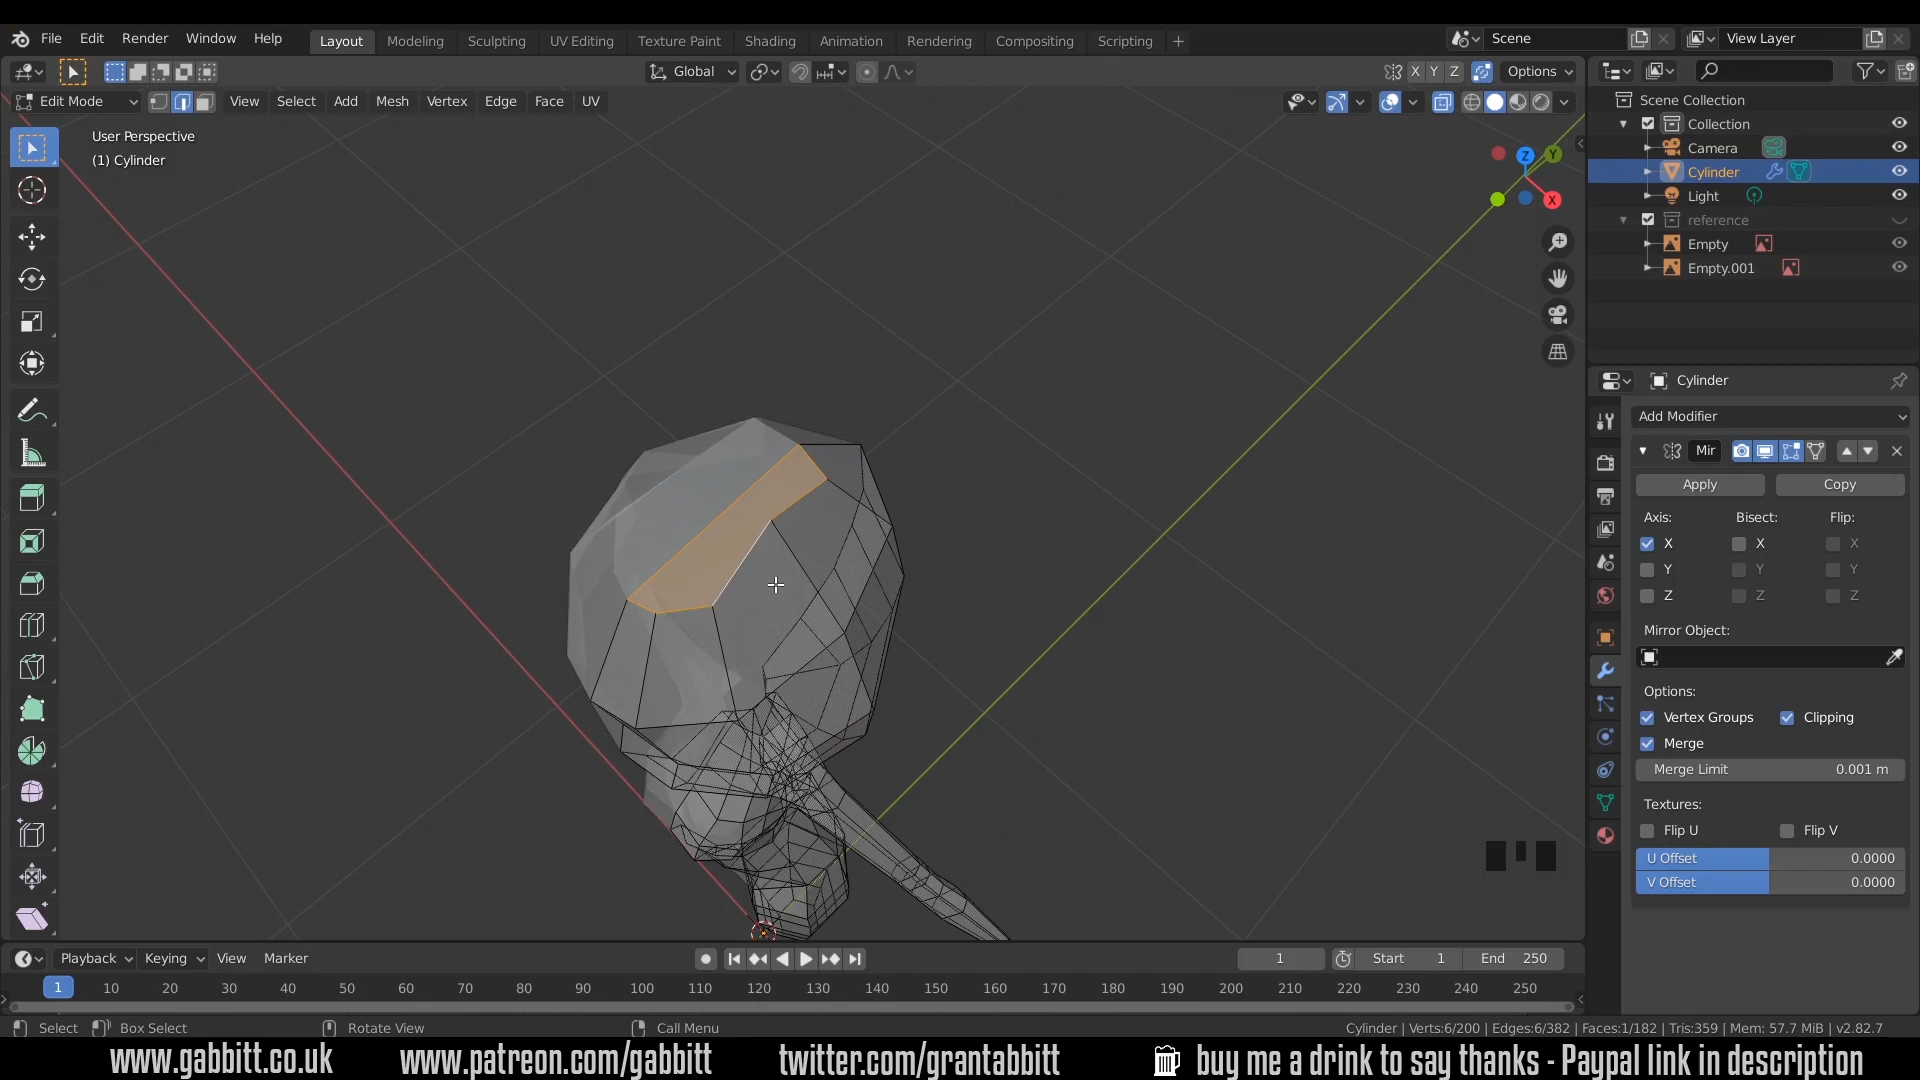 File Edit Render Window Help Layout Modeling Sculpting UV Editing Texture Paint Shading Animation Rendering Compositing Scripting + Scene View Layer
Global X Y Z Options
Edit Mode View Select Add Mesh Vertex Edge Face UV
User Perspective
(1) Cylinder
Z Y X
Scene Collection
Collection
Camera
Cylinder
Light
reference
Empty
Empty.001
Cylinder
Add Modifier
Mir
Apply Copy
Axis: Bisect: Flip:
X X X
Y Y Y
Z Z Z
Mirror Object:
Options:
Vertex Groups Clipping
Merge
Merge Limit 0.001 m
Textures:
Flip U Flip V
U Offset 0.0000
V Offset 0.0000
Playback Keying View Marker 1 Start 1 End 250
1 10 20 30 40 50 60 70 80 90 100 110 120 130 140 150 160 170 180 190 200 210 220 230 240 250
Select Box Select Rotate View Call Menu Cylinder | Verts:6/200 | Edges:6/382 | Faces:1/182 | Tris:359 | Mem: 57.7 MiB | v2.82.7
www.gabbitt.co.uk www.patreon.com/gabbitt twitter.com/grantabbitt buy me a drink to say thanks - Paypal link in description